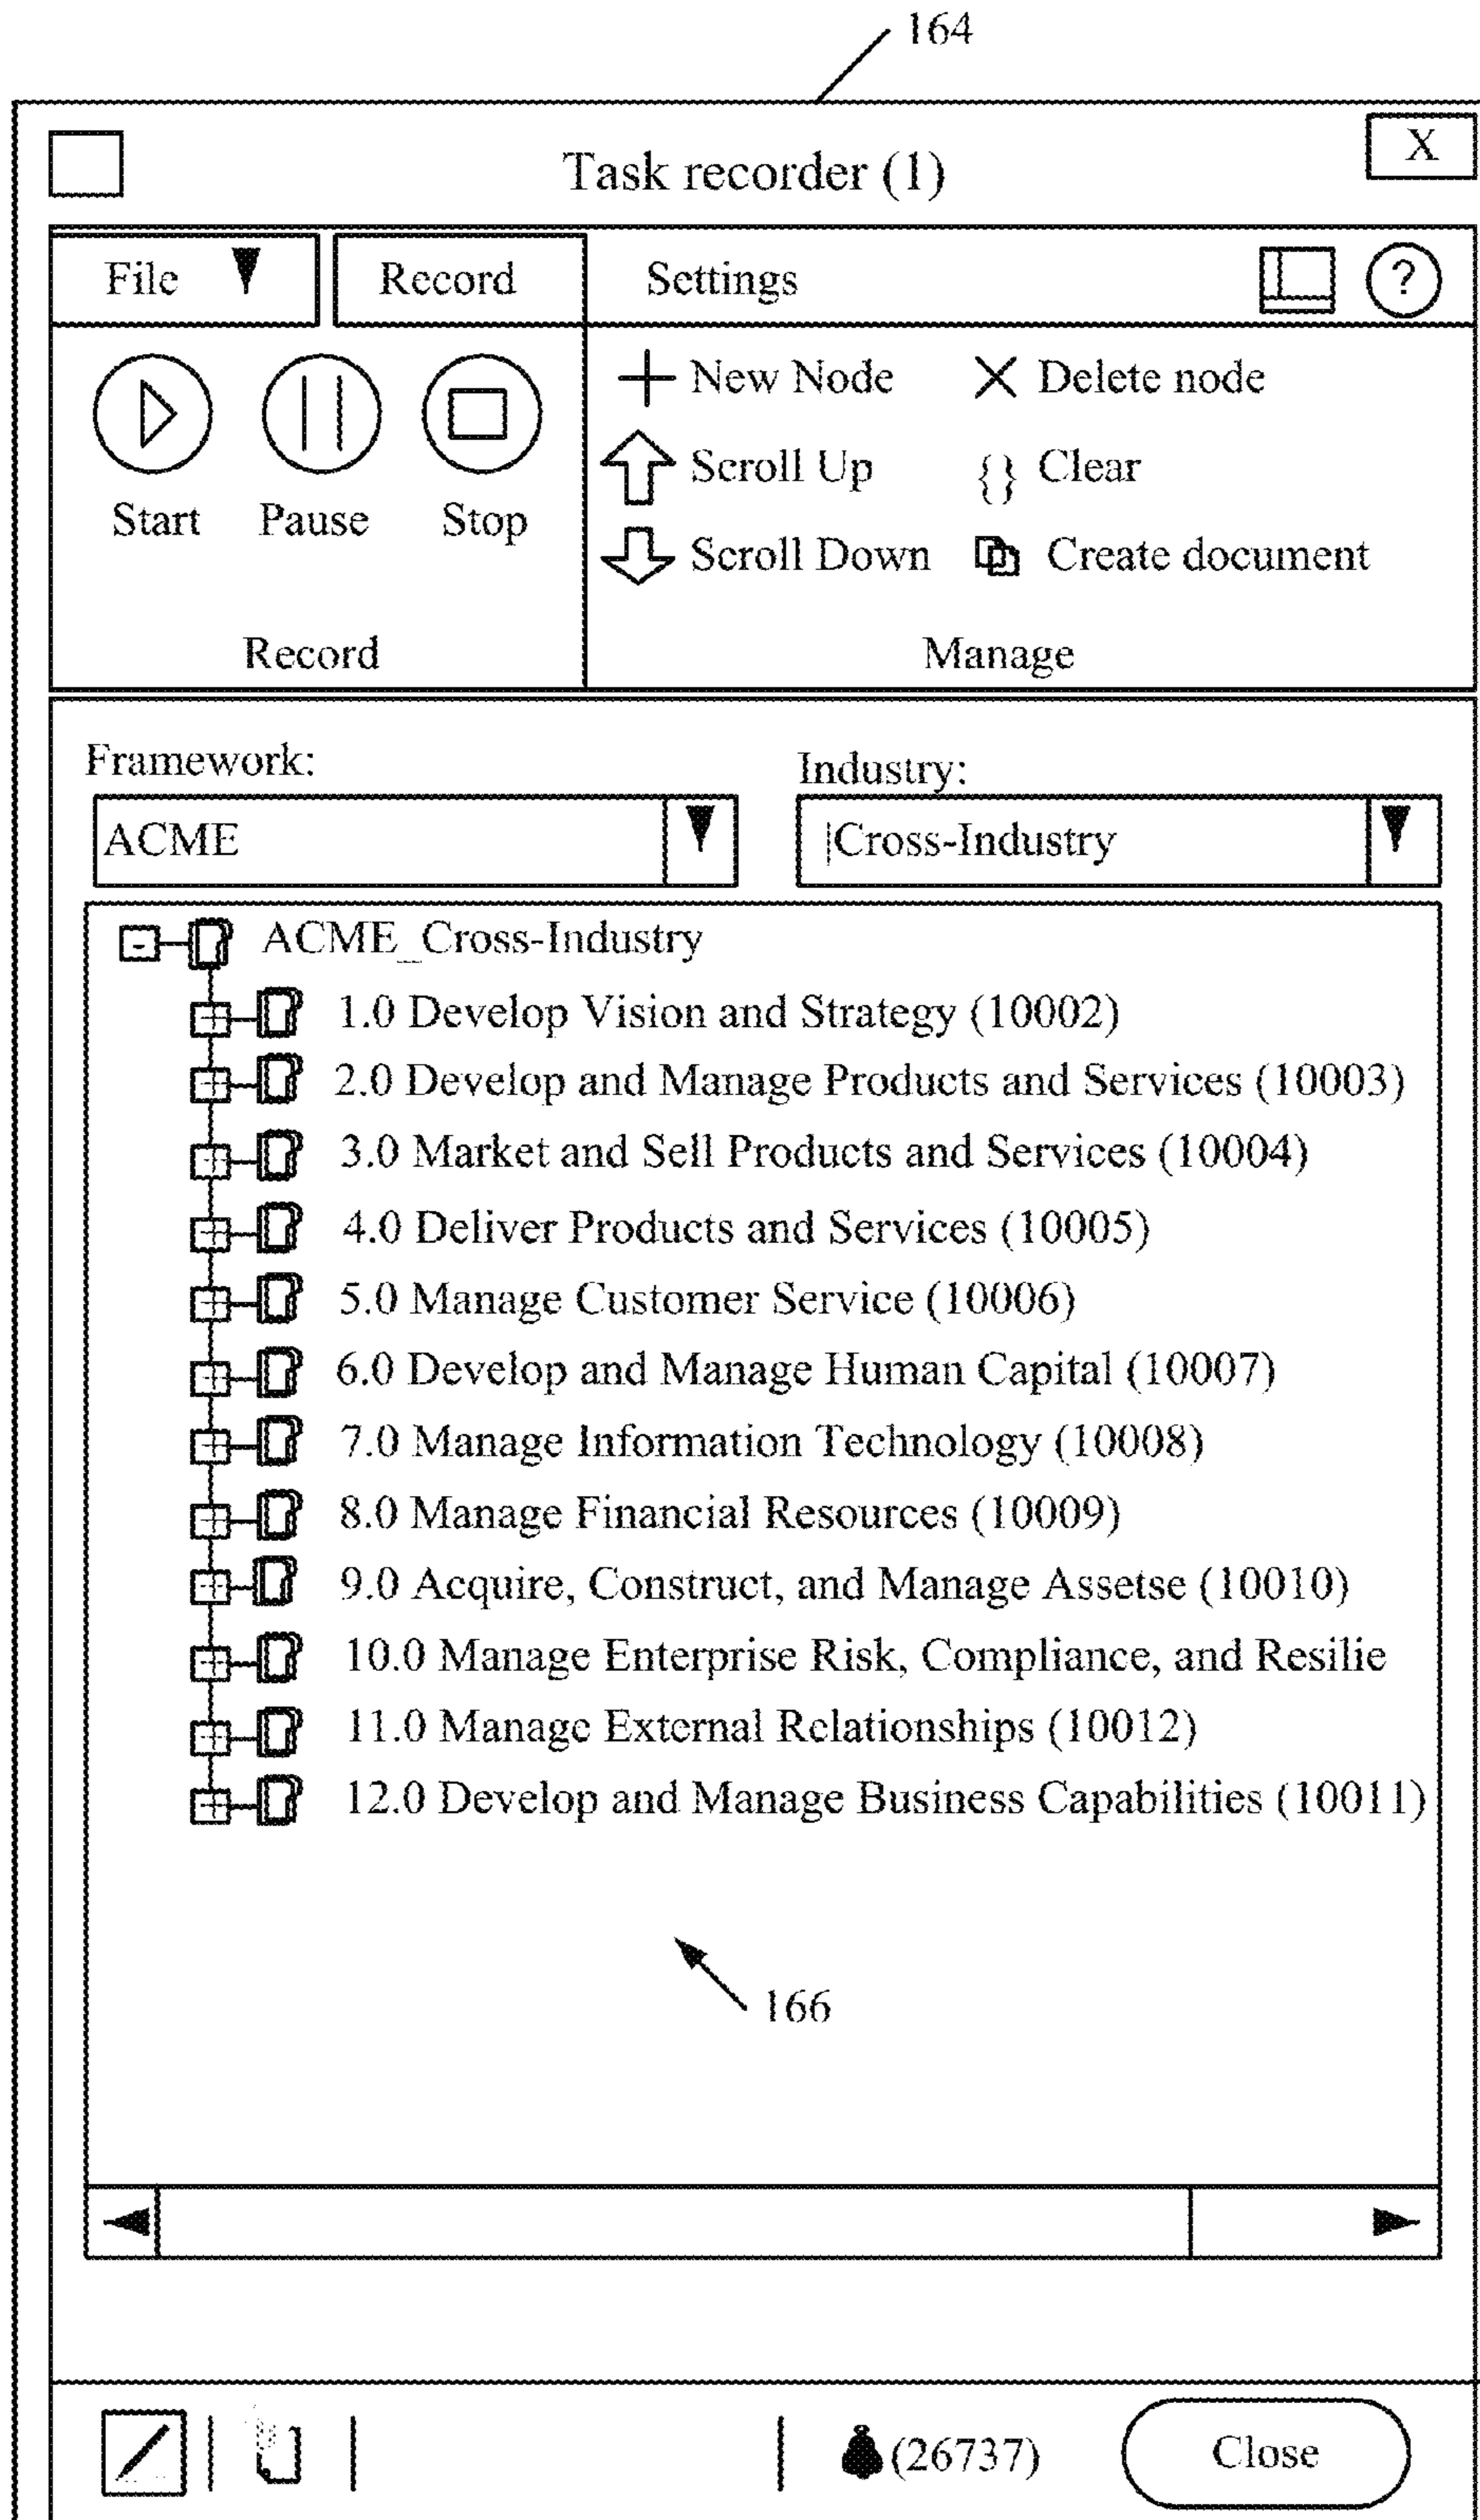 164
Task recorder (1)
X
File Record Settings ?
+ New Node X Delete node
Scroll Up {} Clear
Scroll Down Create document
Start Pause Stop
Record Manage
Framework: Industry:
ACME Cross-Industry
ACME_Cross-Industry
1.0 Develop Vision and Strategy (10002)
2.0 Develop and Manage Products and Services (10003)
3.0 Market and Sell Products and Services (10004)
4.0 Deliver Products and Services (10005)
5.0 Manage Customer Service (10006)
6.0 Develop and Manage Human Capital (10007)
7.0 Manage Information Technology (10008)
8.0 Manage Financial Resources (10009)
9.0 Acquire, Construct, and Manage Assetse (10010)
10.0 Manage Enterprise Risk, Compliance, and Resilie
11.0 Manage External Relationships (10012)
12.0 Develop and Manage Business Capabilities (10011)
166
(26737) Close